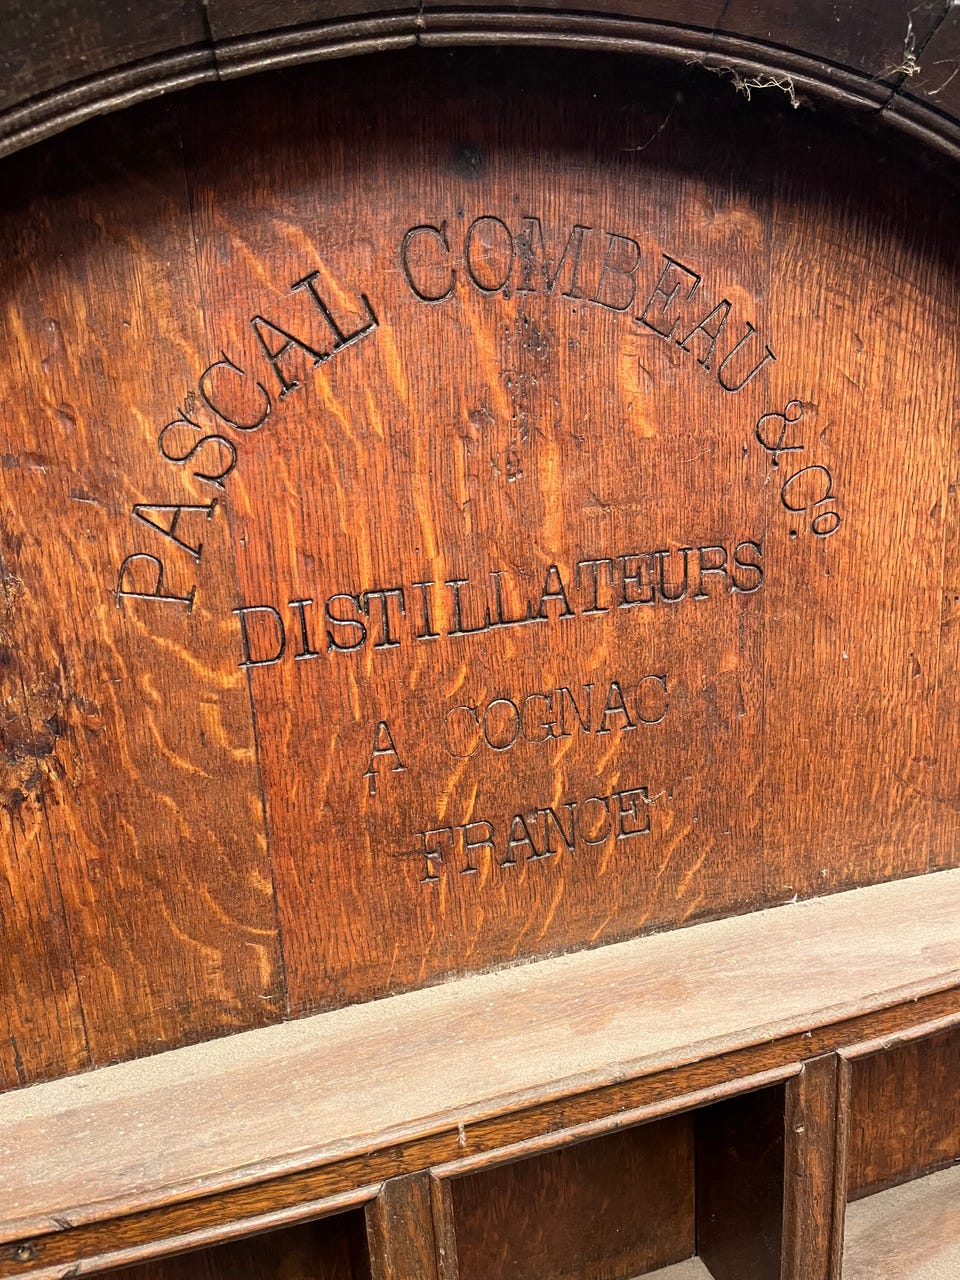 PASCAL COMBEAU & Co
DISTILLATEURS
A COGNAC
FRANCE